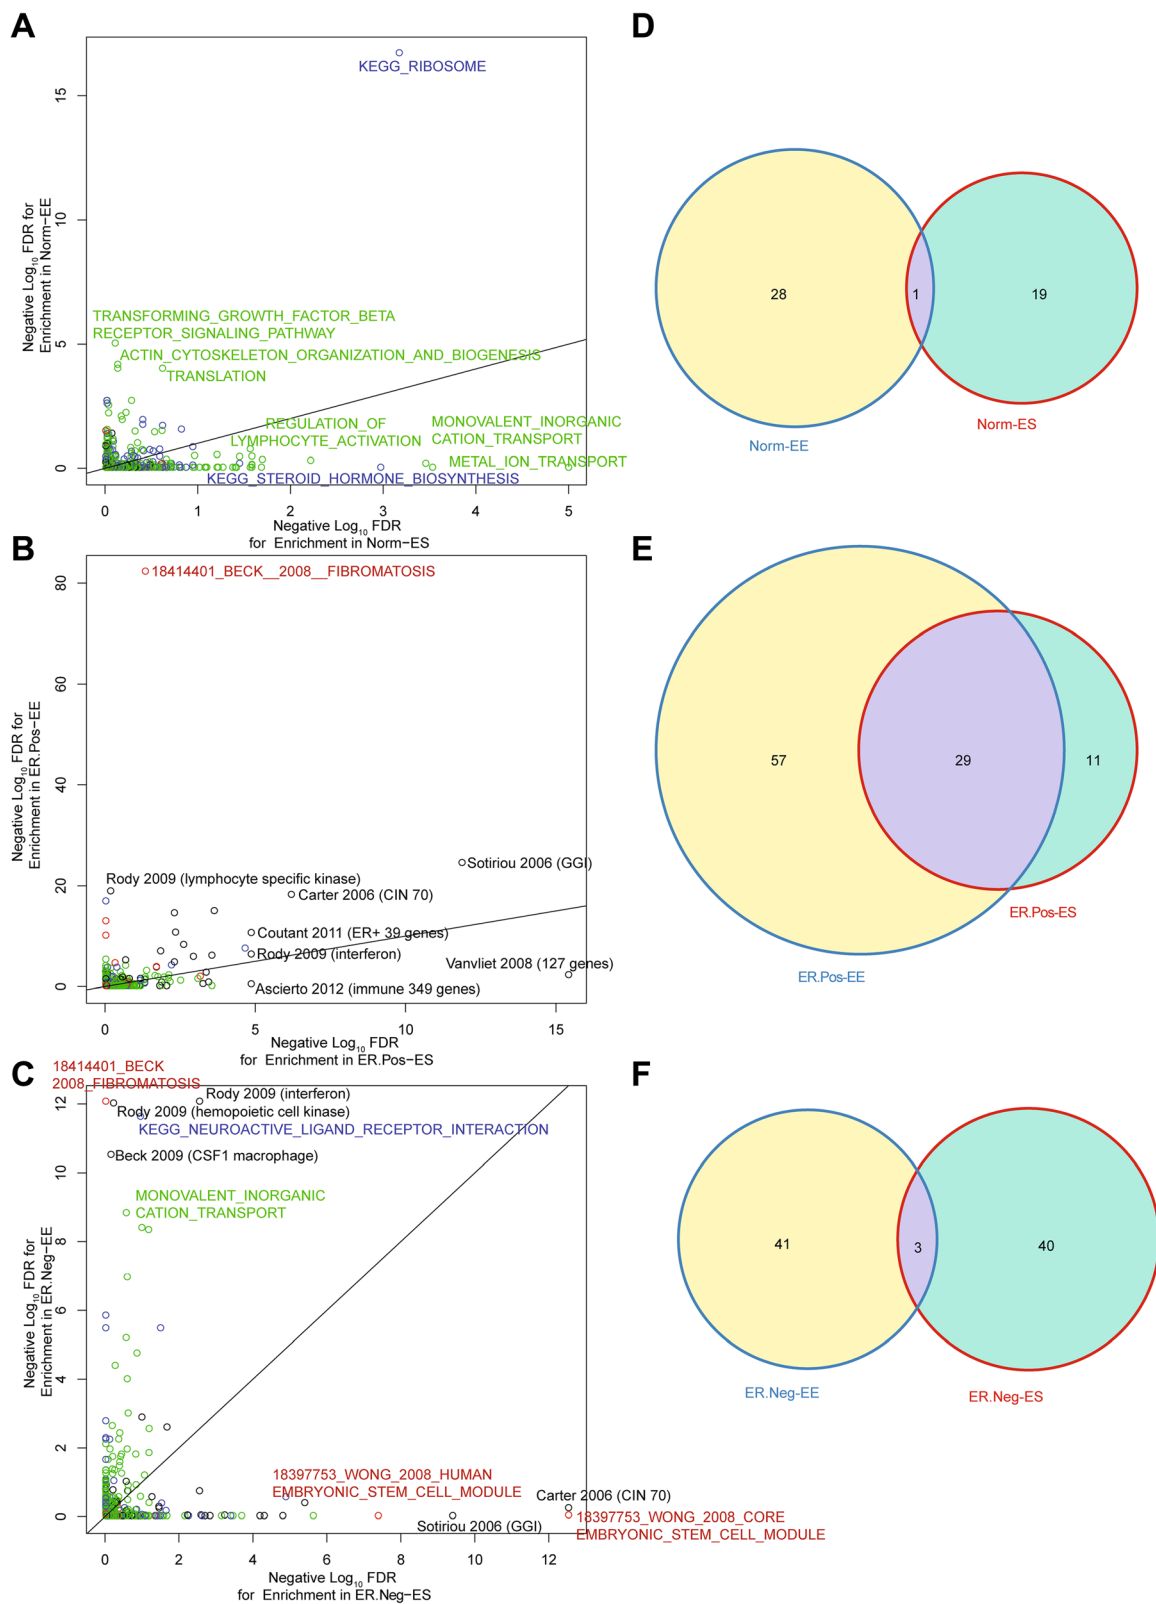 A
Negative Log10 FDR for
Enrichment in Norm−EE
15
10
5
0
KEGG_RIBOSOME
TRANSFORMING_GROWTH_FACTOR_BETA
RECEPTOR_SIGNALING_PATHWAY
ACTIN_CYTOSKELETON_ORGANIZATION_AND_BIOGENESIS
TRANSLATION
REGULATION_OF
LYMPHOCYTE_ACTIVATION
MONOVALENT_INORGANIC
CATION_TRANSPORT
METAL_ION_TRANSPORT
KEGG_STEROID_HORMONE_BIOSYNTHESIS
0 1 2 3 4 5
Negative Log10 FDR
for Enrichment in Norm−ES
D
28
1
19
Norm-EE
Norm-ES
B
Negative Log10 FDR for
Enrichment in ER.Pos−EE
80
60
40
20
0
18414401_BECK__2008__FIBROMATOSIS
Sotiriou 2006 (GGI)
Rody 2009 (lymphocyte specific kinase)
Carter 2006 (CIN 70)
Coutant 2011 (ER+ 39 genes)
Rody 2009 (interferon)
Vanvliet 2008 (127 genes)
Ascierto 2012 (immune 349 genes)
0 5 10 15
Negative Log10 FDR
for Enrichment in ER.Pos−ES
E
57
29
11
ER.Pos-ES
ER.Pos-EE
C
Negative Log10 FDR for
Enrichment in ER.Neg−EE
12
10
8
6
4
2
0
18414401_BECK
2008_FIBROMATOSIS
Rody 2009 (interferon)
Rody 2009 (hemopoietic cell kinase)
KEGG_NEUROACTIVE_LIGAND_RECEPTOR_INTERACTION
Beck 2009 (CSF1 macrophage)
MONOVALENT_INORGANIC
CATION_TRANSPORT
18397753_WONG_2008_HUMAN
EMBRYONIC_STEM_CELL_MODULE
Carter 2006 (CIN 70)
18397753_WONG_2008_CORE
EMBRYONIC_STEM_CELL_MODULE
Sotiriou 2006 (GGI)
0 2 4 6 8 10 12
Negative Log10 FDR
for Enrichment in ER.Neg−ES
F
41
3
40
ER.Neg-EE
ER.Neg-ES